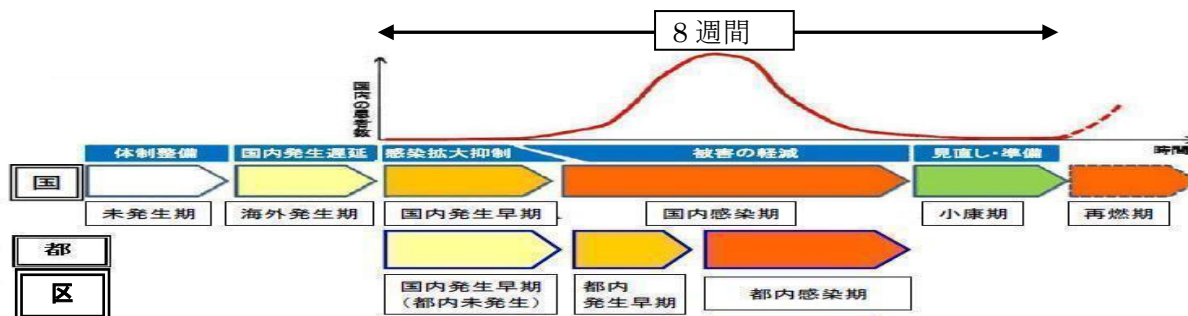 8週間
国内の患者数
体制整備 国内発生遅延 感染拡大抑制 被害の軽減 見直し・準備 時間
国
未発生期 海外発生期 国内発生早期 国内感染期 小康期 再燃期
都
区
国内発生早期 都内 都内感染期
(都内未発生) 発生早期